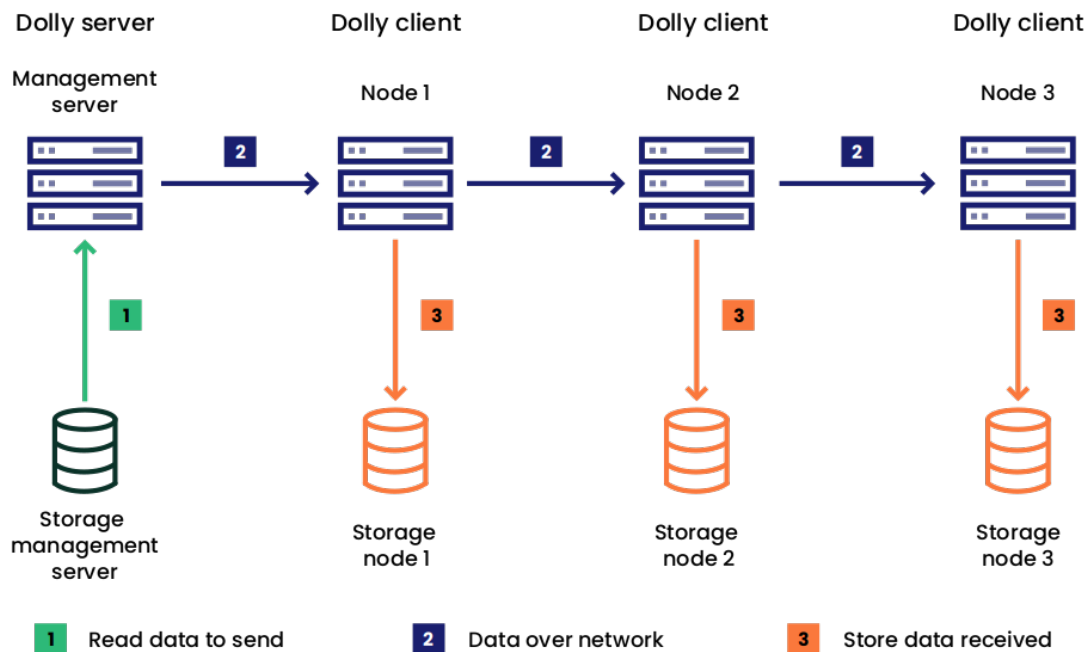 Dolly server
Dolly client
Dolly client
Dolly client
Management
server
Node 1
Node 2
Node 3
2
2
2
1
3
3
3
Storage
management
server
Storage
node 1
Storage
node 2
Storage
node 3
1 Read data to send
2 Data over network
3 Store data received